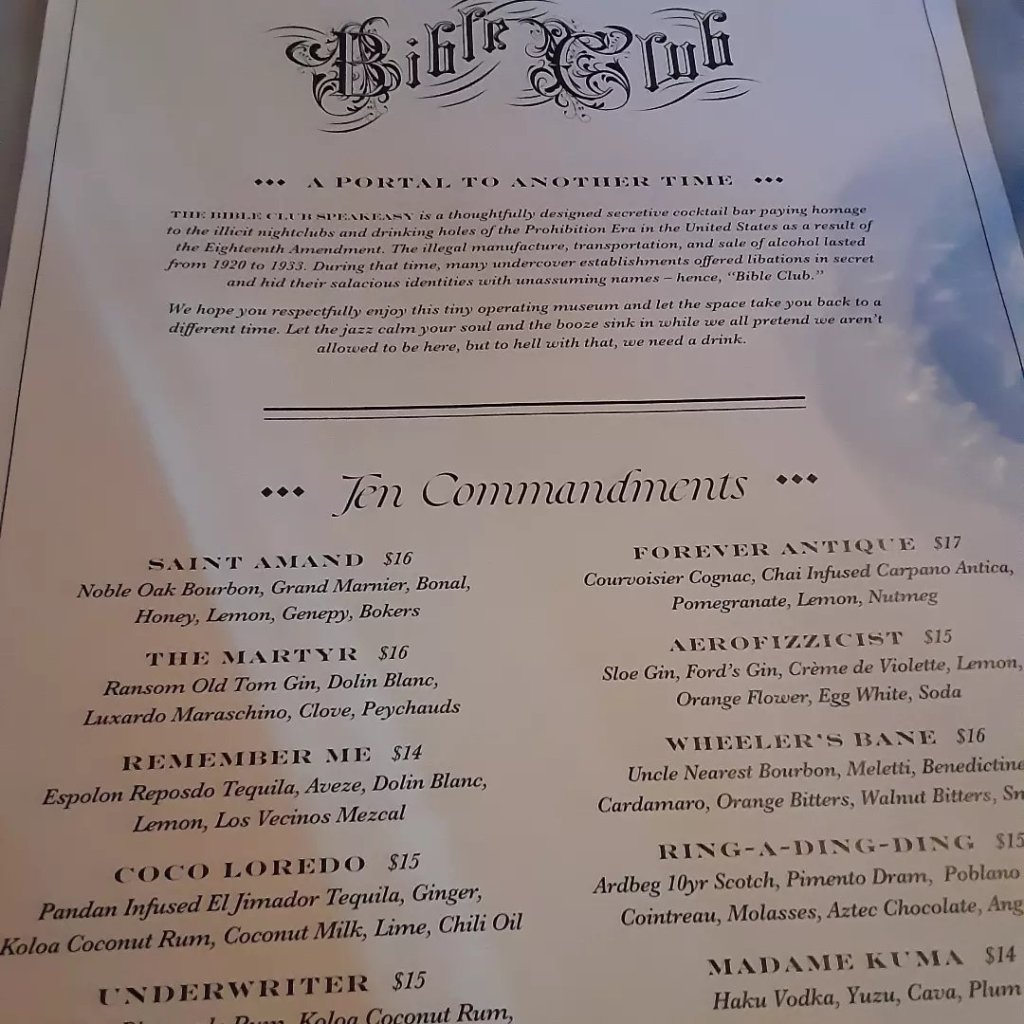 Bible Club
A PORTAL TO ANOTHER TIME
THE BIBLE CLUB SPEAKEASY is a thoughtfully designed secretive cocktail bar paying homage
to the illicit nightclubs and drinking holes of the Prohibition Era in the United States as a result of
the Eighteenth Amendment. The illegal manufacture, transportation, and sale of alcohol lasted
from 1920 to 1933. During that time, many undercover establishments offered libations in secret
and hid their salacious identities with unassuming names – hence, “Bible Club.”
We hope you respectfully enjoy this tiny operating museum and let the space take you back to a
different time. Let the jazz calm your soul and the booze sink in while we all pretend we aren’t
allowed to be here, but to hell with that, we need a drink.
Ten Commandments
SAINT AMAND $16
Noble Oak Bourbon, Grand Marnier, Bonal,
Honey, Lemon, Genepy, Bokers
THE MARTYR $16
Ransom Old Tom Gin, Dolin Blanc,
Luxardo Maraschino, Clove, Peychauds
REMEMBER ME $14
Espolon Reposdo Tequila, Aveze, Dolin Blanc,
Lemon, Los Vecinos Mezcal
COCO LOREDO $15
Pandan Infused El Jimador Tequila, Ginger,
Koloa Coconut Rum, Coconut Milk, Lime, Chili Oil
UNDERWRITER $15
Rum, Koloa Coconut Rum,
FOREVER ANTIQUE $17
Courvoisier Cognac, Chai Infused Carpano Antica,
Pomegranate, Lemon, Nutmeg
AEROFIZZICIST $15
Sloe Gin, Ford’s Gin, Crème de Violette, Lemon,
Orange Flower, Egg White, Soda
WHEELER’S BANE $16
Uncle Nearest Bourbon, Meletti, Benedictine
Cardamaro, Orange Bitters, Walnut Bitters,
RING-A-DING-DING $15
Ardbeg 10yr Scotch, Pimento Dram, Poblano
Cointreau, Molasses, Aztec Chocolate,
MADAME KUMA $14
Haku Vodka, Yuzu, Cava, Plum